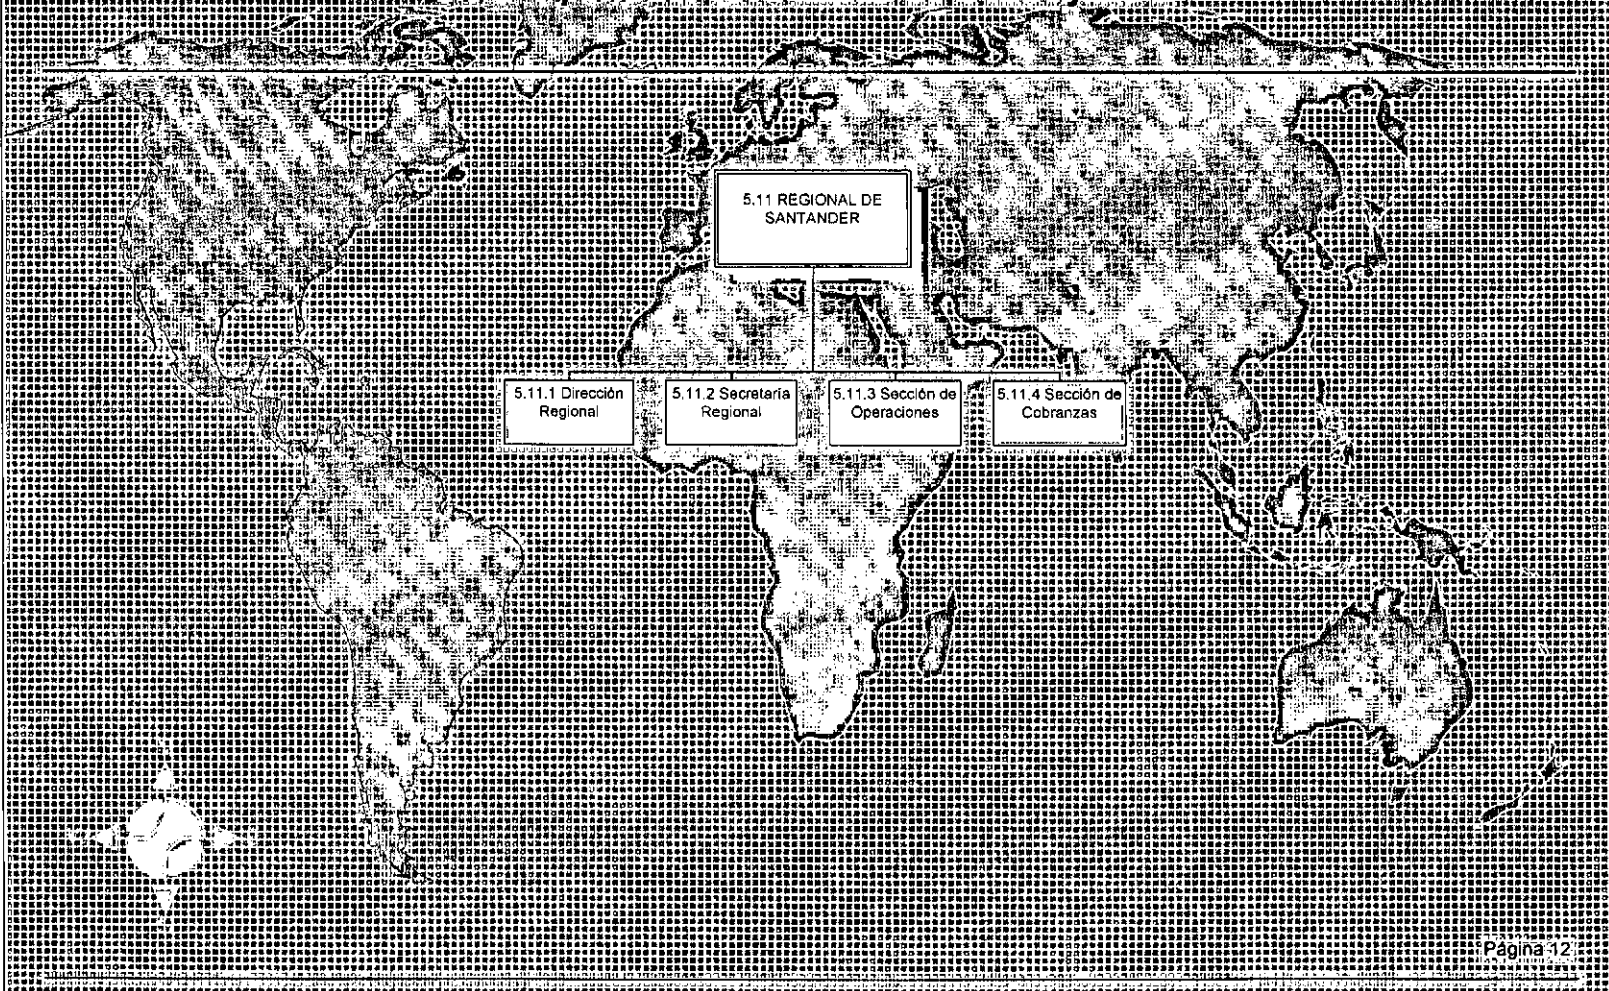 5.11 REGIONAL DE
SANTANDER
5.11.1 Dirección
Regional
5.11.2 Secretaría
Regional
5.11.3 Sección de
Operaciones
5.11.4 Sección de
Cobranzas
Página 12